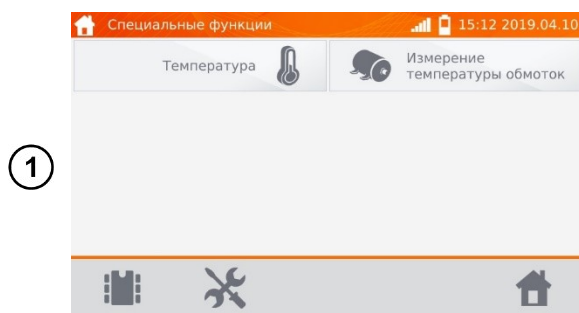 Специальные функции 15:12 2019.04.10
Температура
Измерение
температуры обмоток
1